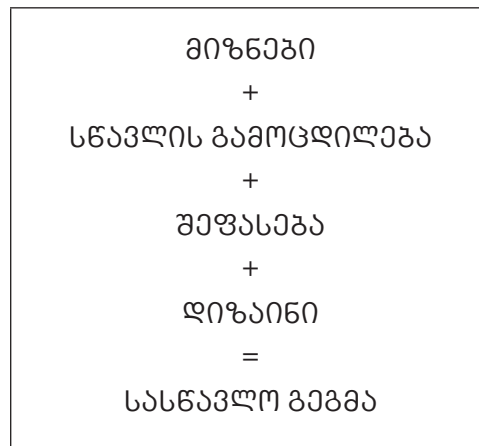 მიზნები
+
სწავლის გამოცდილება
+
შეფასება
+
დიზაინი
=
სასწავლო გეგმა